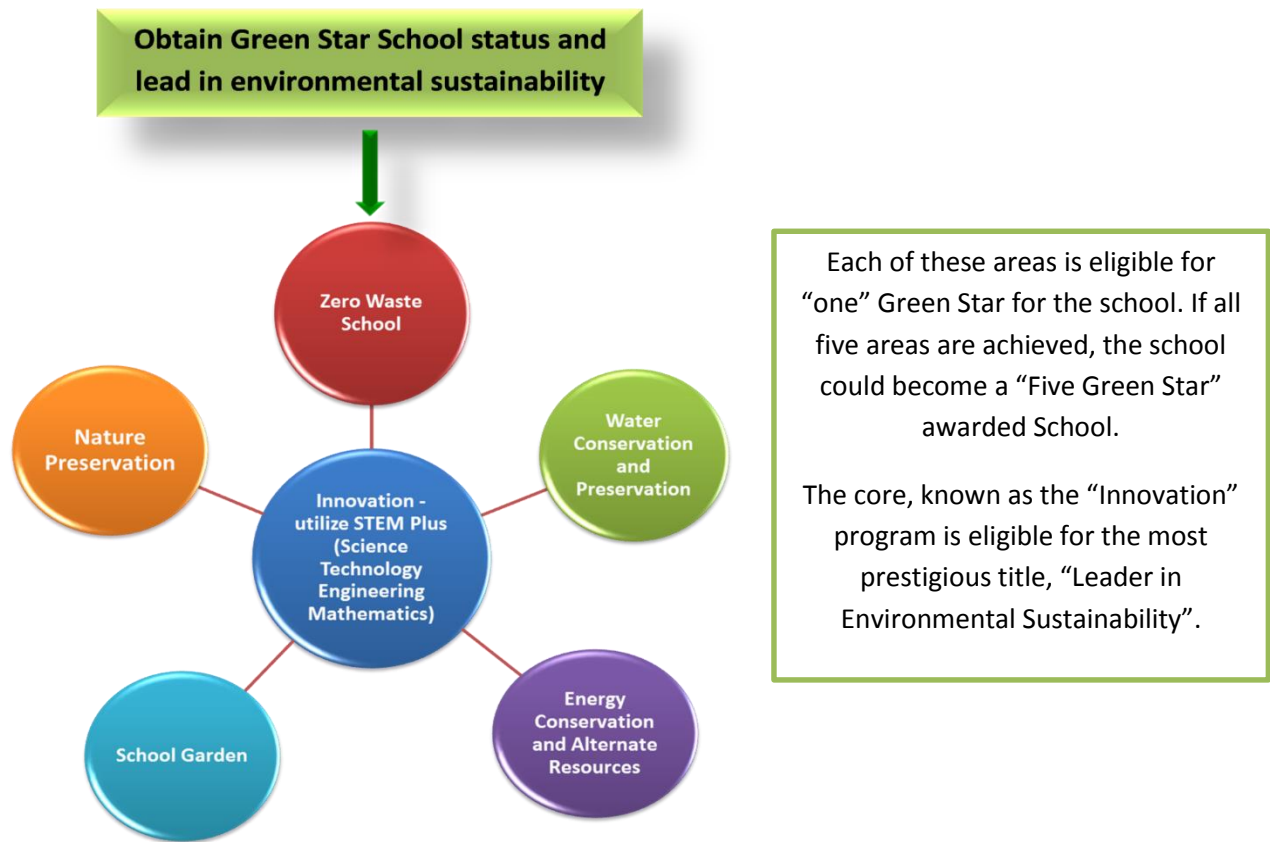 Obtain Green Star School status and
lead in environmental sustainability
Zero Waste
School
Nature
Preservation
Water
Conservation
and
Preservation
Innovation -
utilize STEM Plus
(Science
Technology
Engineering
Mathematics)
School Garden
Energy
Conservation
and Alternate
Resources
Each of these areas is eligible for
“one” Green Star for the school. If all
five areas are achieved, the school
could become a “Five Green Star”
awarded School.
The core, known as the “Innovation”
program is eligible for the most
prestigious title, “Leader in
Environmental Sustainability”.